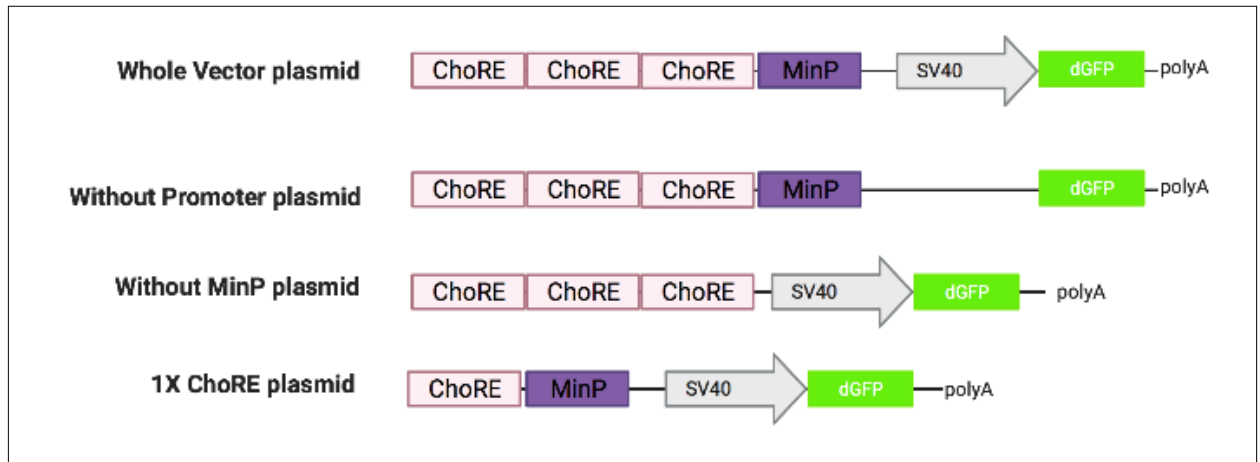 Whole Vector plasmid ChoRE ChoRE ChoRE MinP SV40 dGFP polyA
Without Promoter plasmid ChoRE ChoRE ChoRE MinP dGFP polyA
Without MinP plasmid ChoRE ChoRE ChoRE SV40 dGFP polyA
1X ChoRE plasmid ChoRE MinP SV40 dGFP polyA